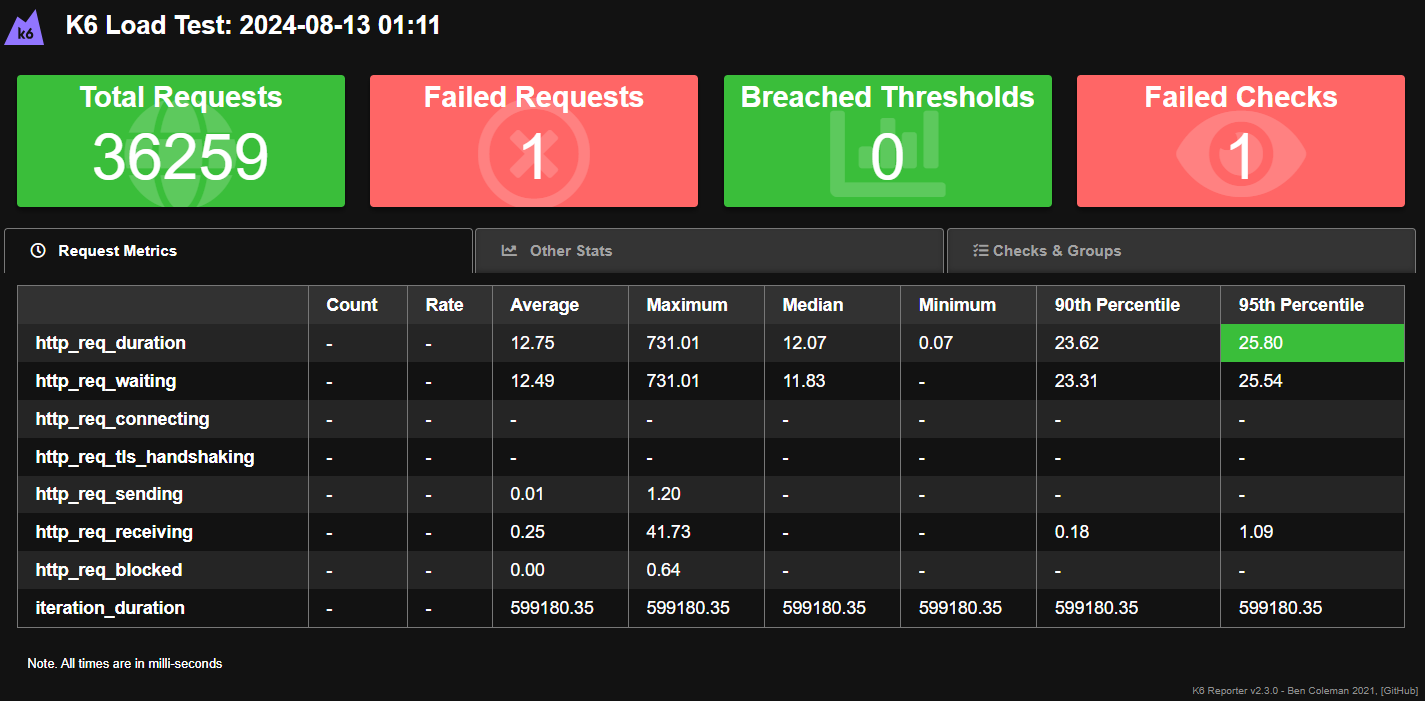 k6 K6 Load Test: 2024-08-13 01:11
Total Requests Failed Requests Breached Thresholds Failed Checks
36259 1 0 1
Request Metrics Other Stats Checks & Groups
Count Rate Average Maximum Median Minimum 90th Percentile 95th Percentile
http_req_duration - - 12.75 731.01 12.07 0.07 23.62 25.80
http_req_waiting - - 12.49 731.01 11.83 - 23.31 25.54
http_req_connecting - - - - - - - -
http_req_tls_handshaking - - - - - - - -
http_req_sending - - 0.01 1.20 - - - -
http_req_receiving - - 0.25 41.73 - - 0.18 1.09
http_req_blocked - - 0.00 0.64 - - - -
iteration_duration - - 599180.35 599180.35 599180.35 599180.35 599180.35 599180.35
Note. All times are in milli-seconds
K6 Reporter v2.3.0 - Ben Coleman 2021, [GitHub]